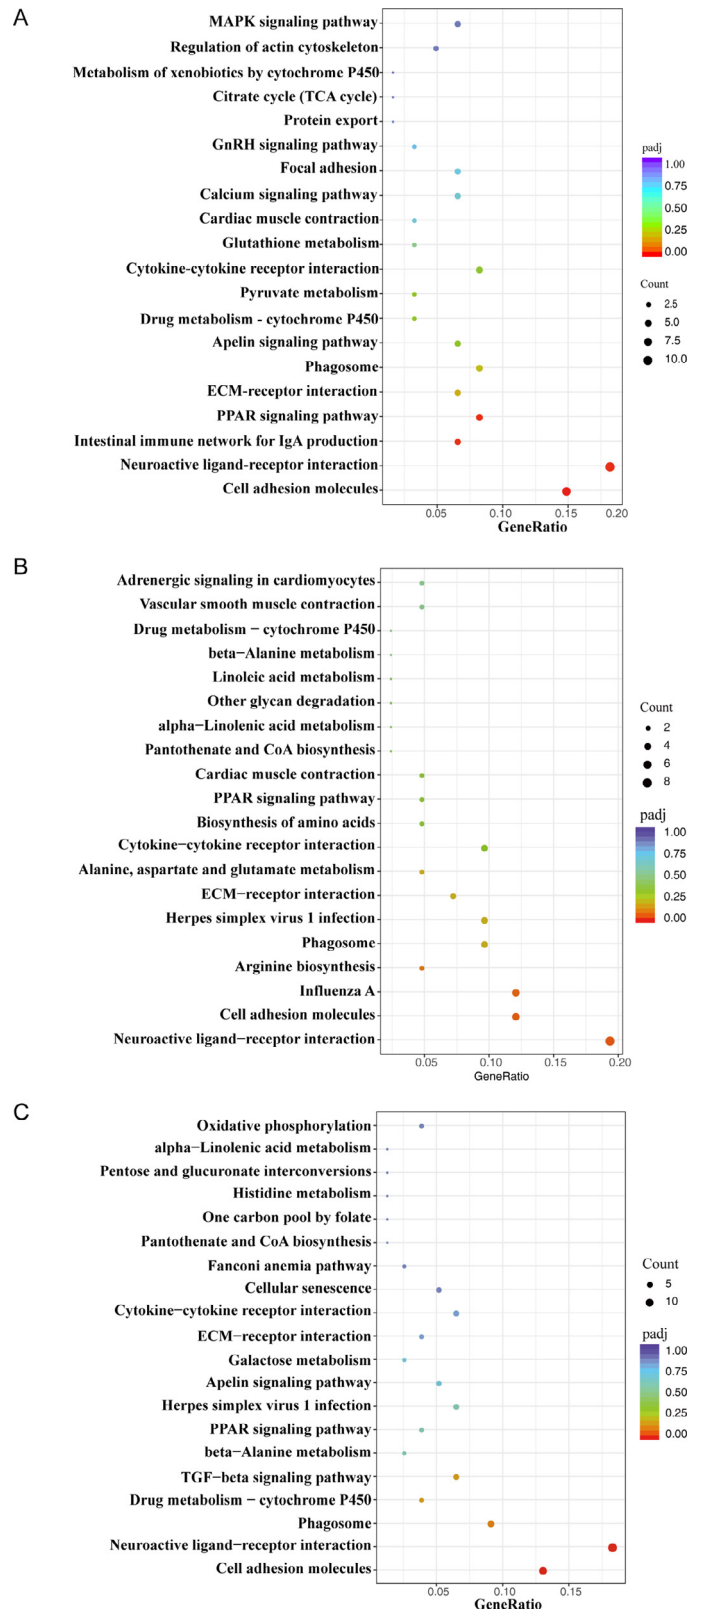 A
MAPK signaling pathway
Regulation of actin cytoskeleton
Metabolism of xenobiotics by cytochrome P450
Citrate cycle (TCA cycle)
Protein export
GnRH signaling pathway
Focal adhesion
Calcium signaling pathway
Cardiac muscle contraction
Glutathione metabolism
Cytokine-cytokine receptor interaction
Pyruvate metabolism
Drug metabolism - cytochrome P450
Apelin signaling pathway
Phagosome
ECM-receptor interaction
PPAR signaling pathway
Intestinal immune network for IgA production
Neuroactive ligand-receptor interaction
Cell adhesion molecules
0.05 0.10 0.15 0.20
GeneRatio
padj
1.00
0.75
0.50
0.25
0.00
Count
2.5
5.0
7.5
10.0
B
Adrenergic signaling in cardiomyocytes
Vascular smooth muscle contraction
Drug metabolism − cytochrome P450
beta−Alanine metabolism
Linoleic acid metabolism
Other glycan degradation
alpha−Linolenic acid metabolism
Pantothenate and CoA biosynthesis
Cardiac muscle contraction
PPAR signaling pathway
Biosynthesis of amino acids
Cytokine−cytokine receptor interaction
Alanine, aspartate and glutamate metabolism
ECM−receptor interaction
Herpes simplex virus 1 infection
Phagosome
Arginine biosynthesis
Influenza A
Cell adhesion molecules
Neuroactive ligand−receptor interaction
0.05 0.10 0.15 0.20
GeneRatio
Count
2
4
6
8
padj
1.00
0.75
0.50
0.25
0.00
C
Oxidative phosphorylation
alpha−Linolenic acid metabolism
Pentose and glucuronate interconversions
Histidine metabolism
One carbon pool by folate
Pantothenate and CoA biosynthesis
Fanconi anemia pathway
Cellular senescence
Cytokine−cytokine receptor interaction
ECM−receptor interaction
Galactose metabolism
Apelin signaling pathway
Herpes simplex virus 1 infection
PPAR signaling pathway
beta−Alanine metabolism
TGF−beta signaling pathway
Drug metabolism − cytochrome P450
Phagosome
Neuroactive ligand−receptor interaction
Cell adhesion molecules
0.05 0.10 0.15
GeneRatio
Count
5
10
padj
1.00
0.75
0.50
0.25
0.00